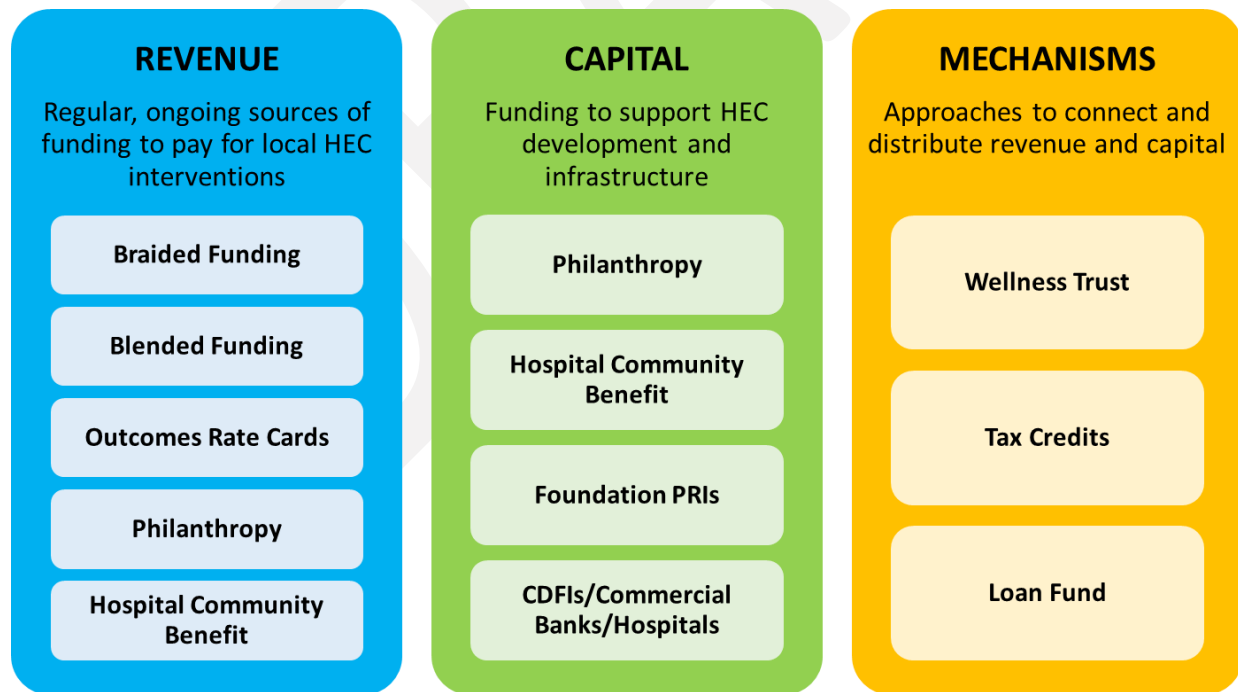 REVENUE
Regular, ongoing sources of
funding to pay for local HEC
interventions
Braided Funding
Blended Funding
Outcomes Rate Cards
Philanthropy
Hospital Community
Benefit
CAPITAL
Funding to support HEC
development and
infrastructure
Philanthropy
Hospital Community
Benefit
Foundation PRIs
CDFIs/Commercial
Banks/Hospitals
MECHANISMS
Approaches to connect and
distribute revenue and capital
Wellness Trust
Tax Credits
Loan Fund